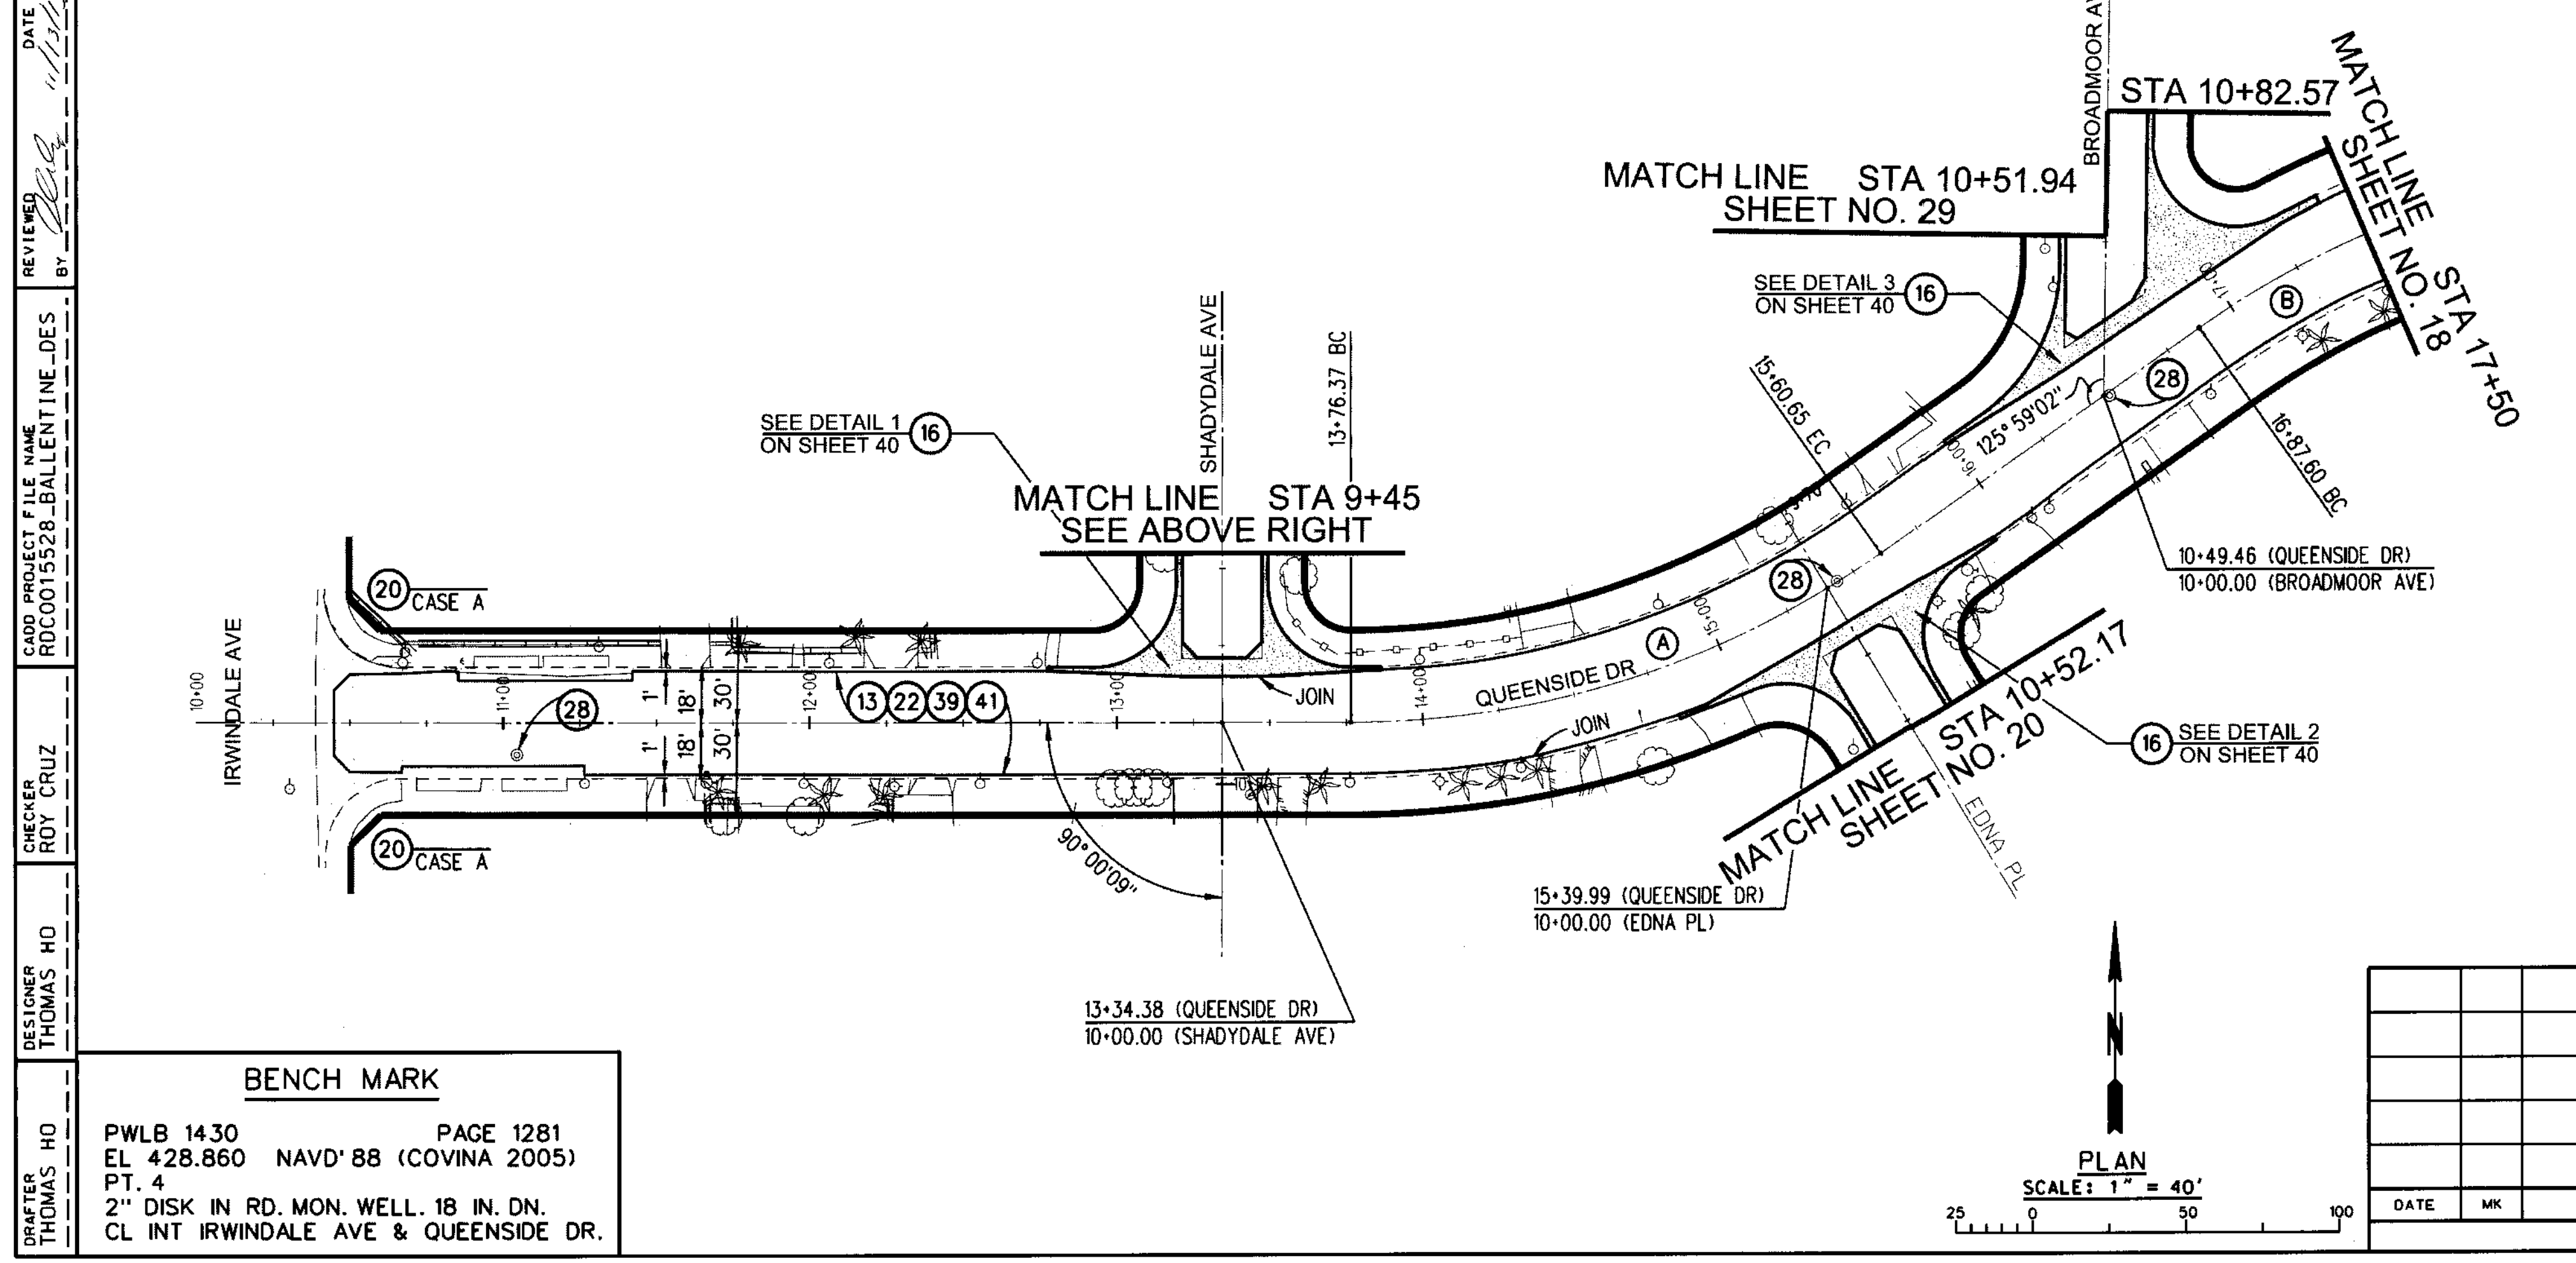 DATE
11/13/1
REVIEWED
BY
CADD PROJECT FILE NAME
RDC0015528_BALLENTINE_DES
CHECKER
ROY CRUZ
DESIGNER
THOMAS HO
DRAFTER
THOMAS HO
BROADMOOR AV
STA 10+82.57
MATCH LINE STA 17+50
SHEET NO. 18
MATCH LINE STA 10+51.94
SHEET NO. 29
SEE DETAIL 3
ON SHEET 40
16
17+00
B
28
125° 59'02"
16+87.60 BC
15+60.65 EC
16+00
SHADYDALE AVE
13+76.37 BC
SEE DETAIL 1
ON SHEET 40
16
MATCH LINE STA 9+45
SEE ABOVE RIGHT
10+49.46 (QUEENSIDE DR)
10+00.00 (BROADMOOR AVE)
28
20 CASE A
IRWINDALE AVE
10+00
11+00
28
1' 18' 30'
1' 18' 30'
12+00
13 22 39 41
13+00
JOIN
14+00
QUEENSIDE DR
A
15+00
JOIN
MATCH LINE STA 10+52.17
SHEET NO. 20
16
SEE DETAIL 2
ON SHEET 40
EDNA PL
20 CASE A
90° 00'09"
15+39.99 (QUEENSIDE DR)
10+00.00 (EDNA PL)
13+34.38 (QUEENSIDE DR)
10+00.00 (SHADYDALE AVE)
BENCH MARK
PWLB 1430 PAGE 1281
EL 428.860 NAVD'88 (COVINA 2005)
PT. 4
2" DISK IN RD. MON. WELL. 18 IN. DN.
CL INT IRWINDALE AVE & QUEENSIDE DR.
N
PLAN
SCALE: 1" = 40'
25 0 50 100
DATE MK